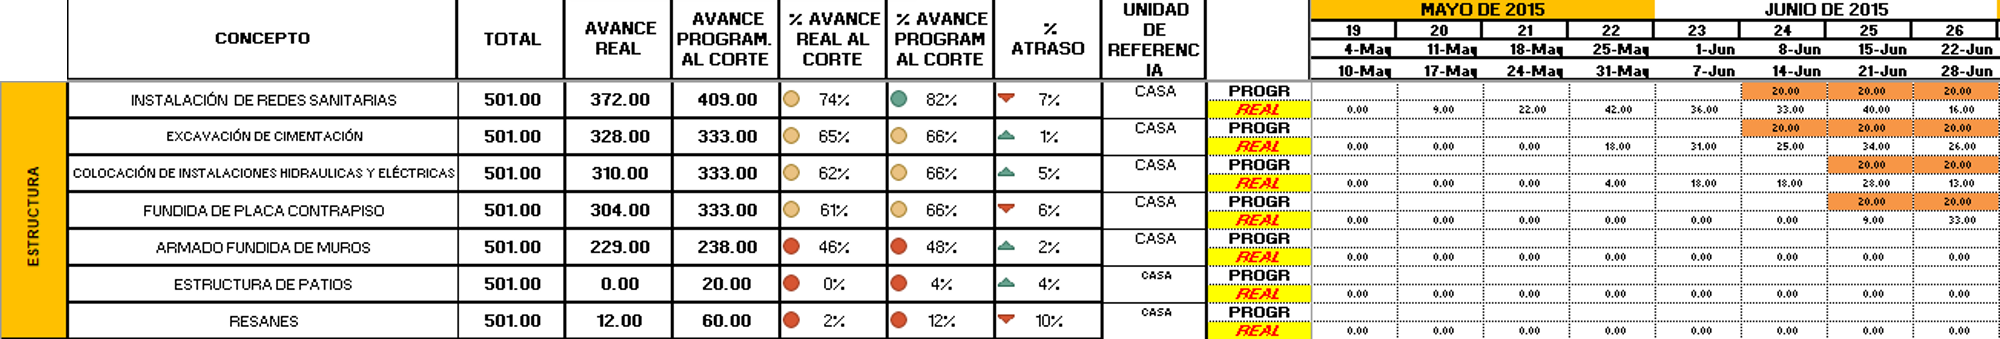 CONCEPTO TOTAL AVANCE REAL AVANCE PROGRAM. AL CORTE % AVANCE REAL AL CORTE % AVANCE PROGRAM AL CORTE % ATRASO UNIDAD DE REFERENCIA MAYO DE 2015 JUNIO DE 2015
19 20 21 22 23 24 25 26
4-May 11-May 18-May 25-May 1-Jun 8-Jun 15-Jun 22-Jun
10-May 17-May 24-May 31-May 7-Jun 14-Jun 21-Jun 28-Jun
ESTRUCTURA
INSTALACIÓN DE REDES SANITARIAS 501.00 372.00 409.00 74% 82% 7% CASA PROGR 20.00 20.00 20.00
REAL 0.00 9.00 22.00 42.00 36.00 33.00 40.00 16.00
EXCAVACIÓN DE CIMENTACIÓN 501.00 328.00 333.00 65% 66% 1% CASA PROGR 20.00 20.00 20.00
REAL 0.00 0.00 0.00 18.00 31.00 25.00 34.00 26.00
COLOCACIÓN DE INSTALACIONES HIDRAULICAS Y ELÉCTRICAS 501.00 310.00 333.00 62% 66% 5% CASA PROGR 20.00 20.00
REAL 0.00 0.00 0.00 4.00 18.00 18.00 28.00 13.00
FUNDIDA DE PLACA CONTRAPISO 501.00 304.00 333.00 61% 66% 6% CASA PROGR 20.00 20.00
REAL 0.00 0.00 0.00 0.00 0.00 0.00 9.00 33.00
ARMADO FUNDIDA DE MUROS 501.00 229.00 238.00 46% 48% 2% CASA PROGR
REAL 0.00 0.00 0.00 0.00 0.00 0.00 0.00 0.00
ESTRUCTURA DE PATIOS 501.00 0.00 20.00 0% 4% 4% CASA PROGR
REAL 0.00 0.00 0.00 0.00 0.00 0.00 0.00 0.00
RESANES 501.00 12.00 60.00 2% 12% 10% CASA PROGR
REAL 0.00 0.00 0.00 0.00 0.00 0.00 0.00 0.00